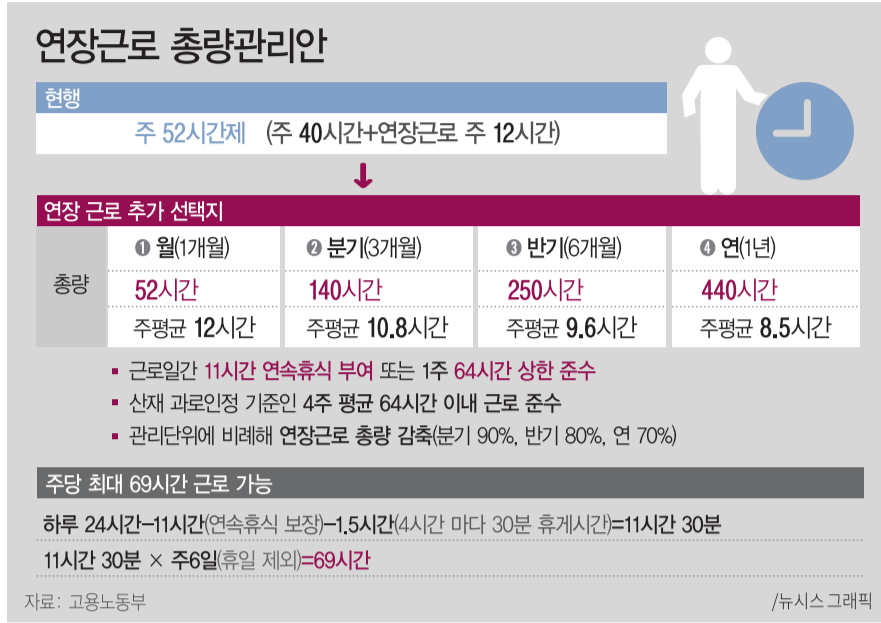 연장근로 총량관리안
현행
주 52시간제 (주 40시간+연장근로 주 12시간)
↓
연장 근로 추가 선택지
총량
❶ 월(1개월) ❷ 분기(3개월) ❸ 반기(6개월) ❹ 연(1년)
52시간 140시간 250시간 440시간
주평균 12시간 주평균 10.8시간 주평균 9.6시간 주평균 8.5시간
▪ 근로일간 11시간 연속휴식 부여 또는 1주 64시간 상한 준수
▪ 산재 과로인정 기준인 4주 평균 64시간 이내 근로 준수
▪ 관리단위에 비례해 연장근로 총량 감축(분기 90%, 반기 80%, 연 70%)
주당 최대 69시간 근로 가능
하루 24시간–11시간(연속휴식 보장)–1.5시간(4시간 마다 30분 휴게시간)=11시간 30분
11시간 30분 × 주6일(휴일 제외)=69시간
자료: 고용노동부 /뉴시스 그래픽